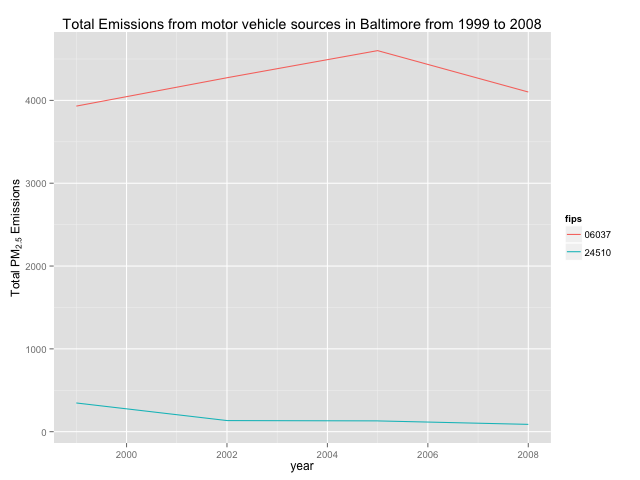 Total Emissions from motor vehicle sources in Baltimore from 1999 to 2008
Total PM2.5 Emissions
4000
3000
2000
1000
0
2000 2002 2004 2006 2008
year
fips
06037
24510